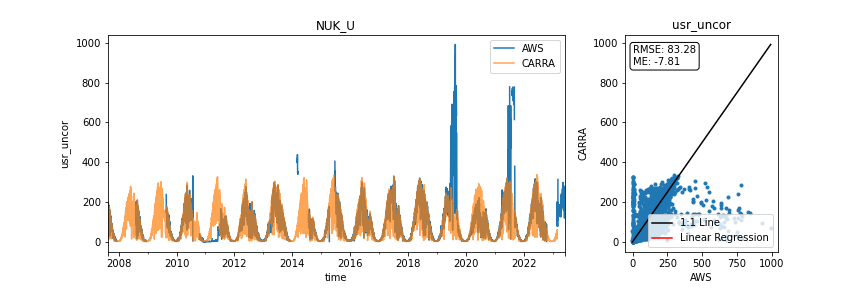 NUK_U
usr_uncor
1000
800
600
400
200
0
usr_uncor
2008
2010
2012
2014
2016
2018
2020
2022
time
AWS
CARRA
usr_uncor
1000
800
600
400
200
0
CARRA
RMSE: 83.28
ME: -7.81
1:1 Line
Linear Regression
0
250
500
750
1000
AWS